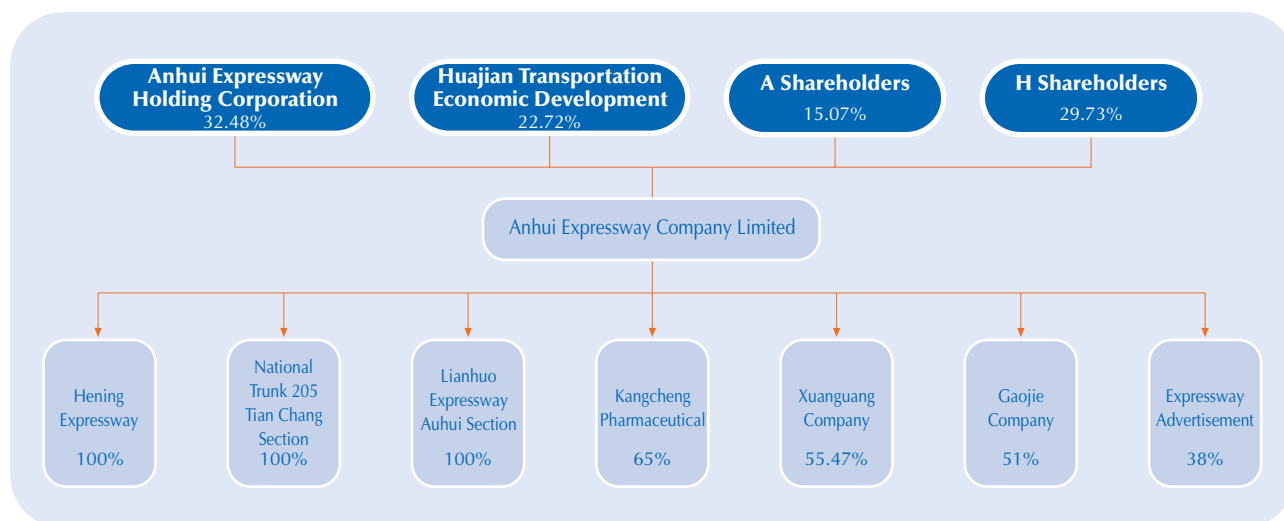 Anhui Expressway
Holding Corporation
32.48%
Huajian Transportation
Economic Development
22.72%
A Shareholders
15.07%
H Shareholders
29.73%
Anhui Expressway Company Limited
Hening
Expressway
100%
National
Trunk 205
Tian Chang
Section
100%
Lianhuo
Expressway
Auhui Section
100%
Kangcheng
Pharmaceutical
65%
Xuanguang
Company
55.47%
Gaojie
Company
51%
Expressway
Advertisement
38%